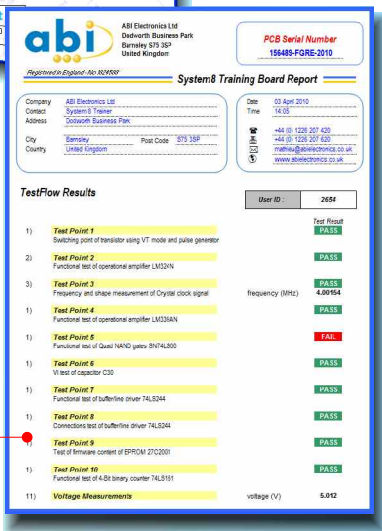 abi
ABI Electronics Ltd
Dodworth Business Park
Barnsley S75 3SP
United Kingdom
PCB Serial Number
156485-FGRE-2010
Registered in England - No
System8 Training Board Report
Company ABI Electronics Ltd
Contact System8 Trainer
Address Dodworth Business Park
City Barnsley Post Code S75 3SP
Country United Kingdom
Date 03 April 2010
Time 14:05
+44 (0) 1226 207 420
+44 (0) 1226 207 620
mathieu@abielectronics.co.uk
www.abielectronics.co.uk
TestFlow Results
User ID : 2654
Test Result
1) Test Point 1 PASS
Switching point of transistor using VT mode and pulse generator
2) Test Point 2 PASS
Functional test of operational amplifier LM324N
3) Test Point 3 PASS
Frequency and shape measurement of Crystal clock signal frequency (MHz) 4.00154
1) Test Point 4 PASS
Functional test of operational amplifier LM339AN
1) Test Point 5 FAIL
Functional test of Quad NAND gates SN74LS00
1) Test Point 6 PASS
VI test of capacitor C30
1) Test Point 7 PASS
Functional test of buffer/line driver 74LS244
1) Test Point 8 PASS
Connections test of buffer/line driver 74LS244
1) Test Point 9 PASS
Test of firmware content of EPROM 27C2001
1) Test Point 10 PASS
Functional test of 4-Bit binary counter 74LS161
11) Voltage Measurements voltage (V) 5.012